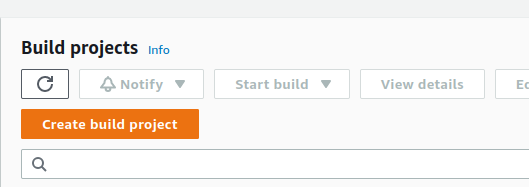 Build projects Info
Notify Start build View details
Create build project